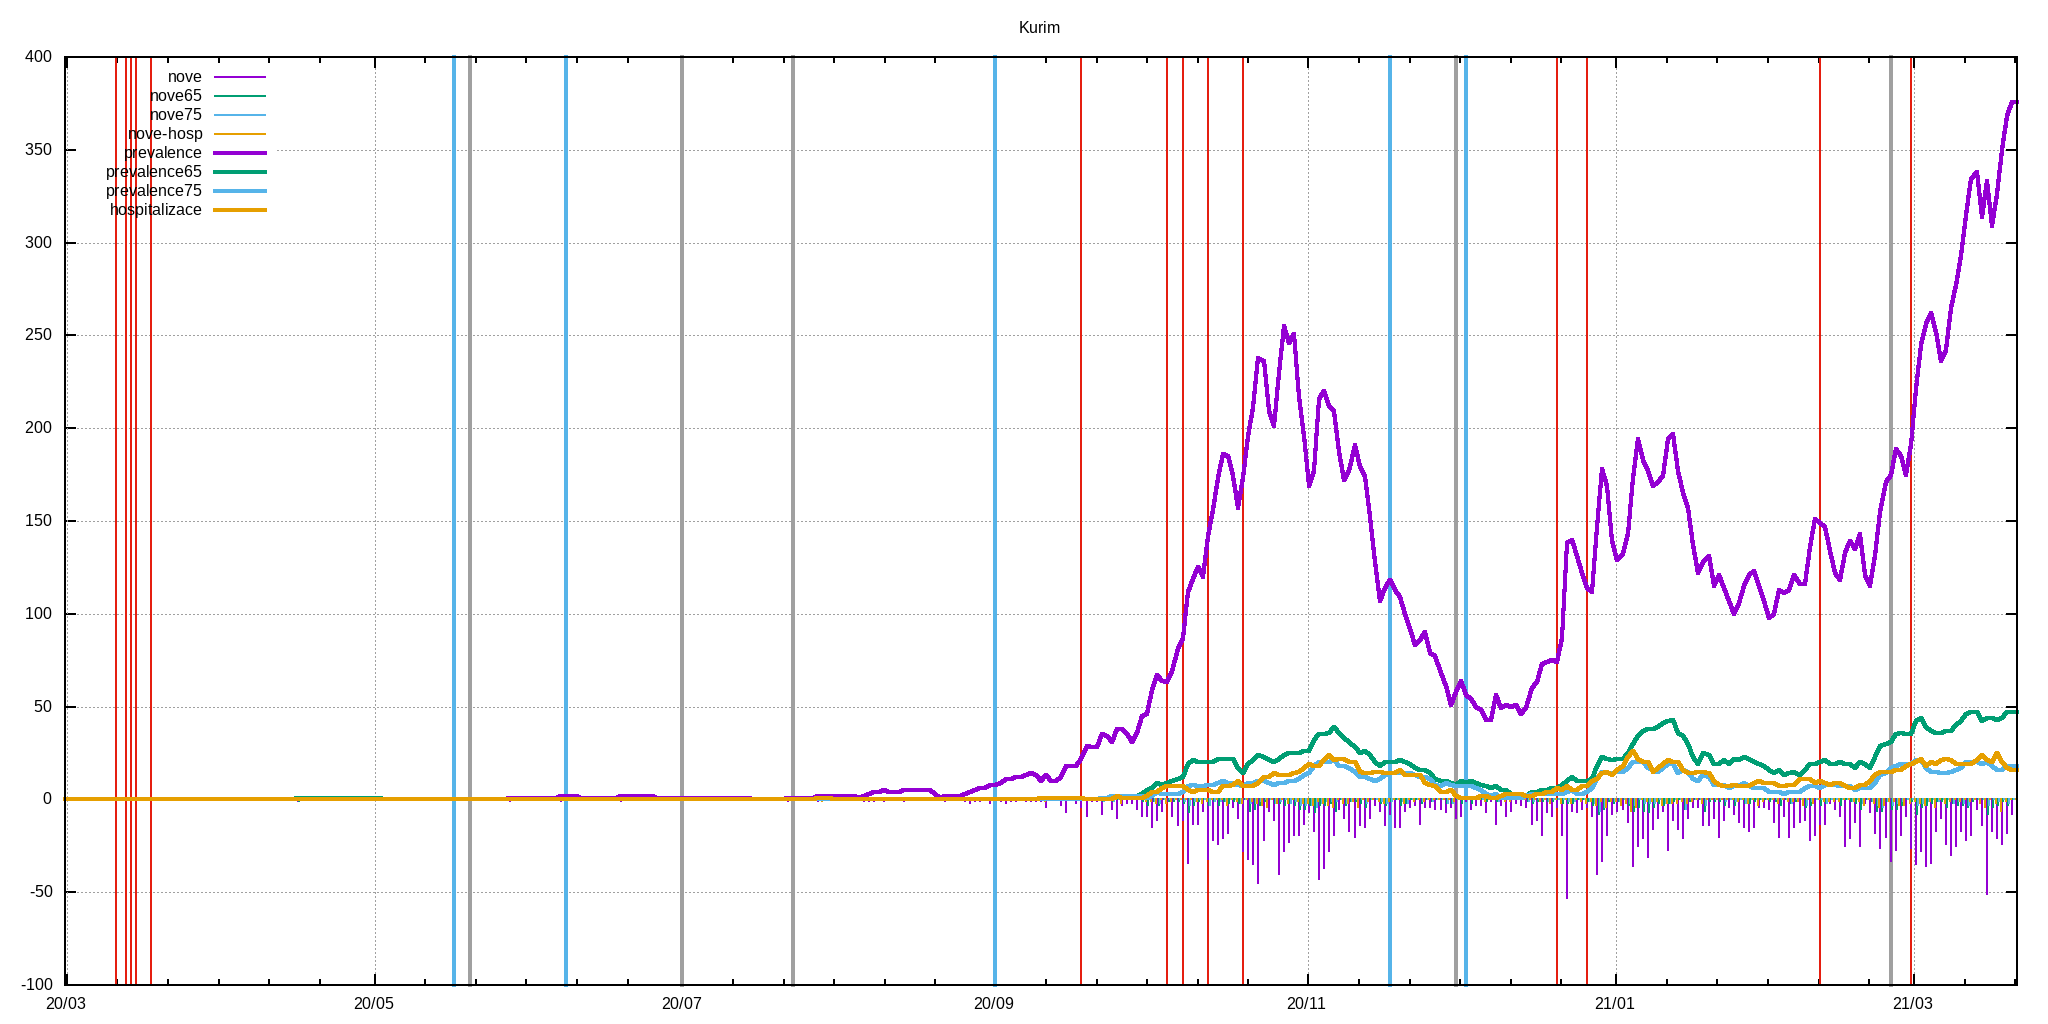 Kurim
400
350
300
250
200
150
100
50
0
-50
-100
nove
nove65
nove75
nove-hosp
prevalence
prevalence65
prevalence75
hospitalizace
20/03 20/05 20/07 20/09 20/11 21/01 21/03